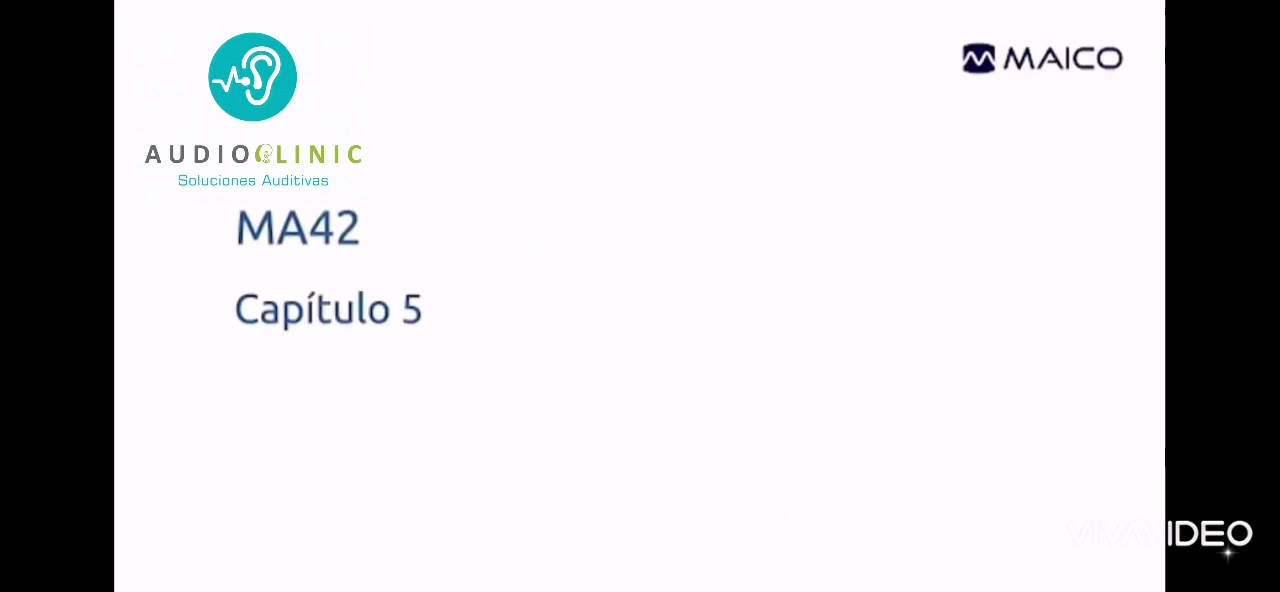 MAICO
AUDIOCLINIC
Soluciones Auditivas
MA42
Capítulo 5
VIVAVIDEO